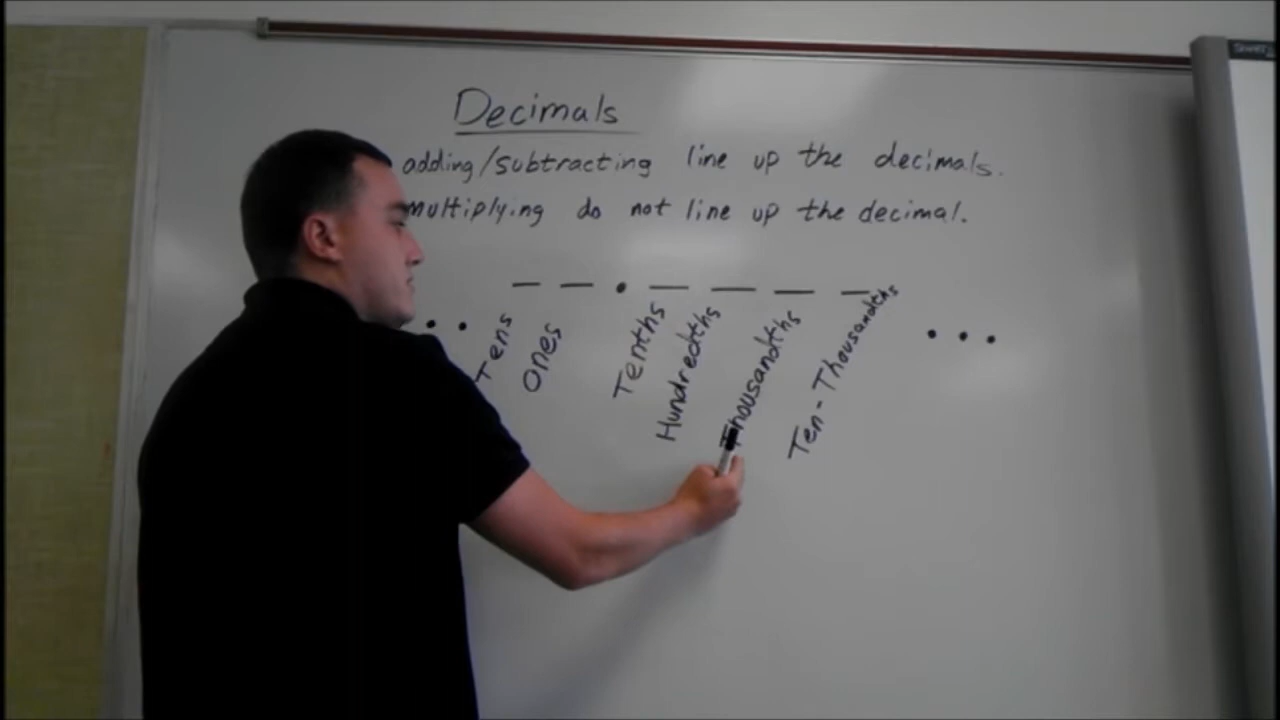 Decimals
adding/subtracting line up the decimals.
multiplying do not line up the decimal.
— — . — — — —
.. Tens Ones Tenths Hundredths Thousandths Ten-Thousandths ...